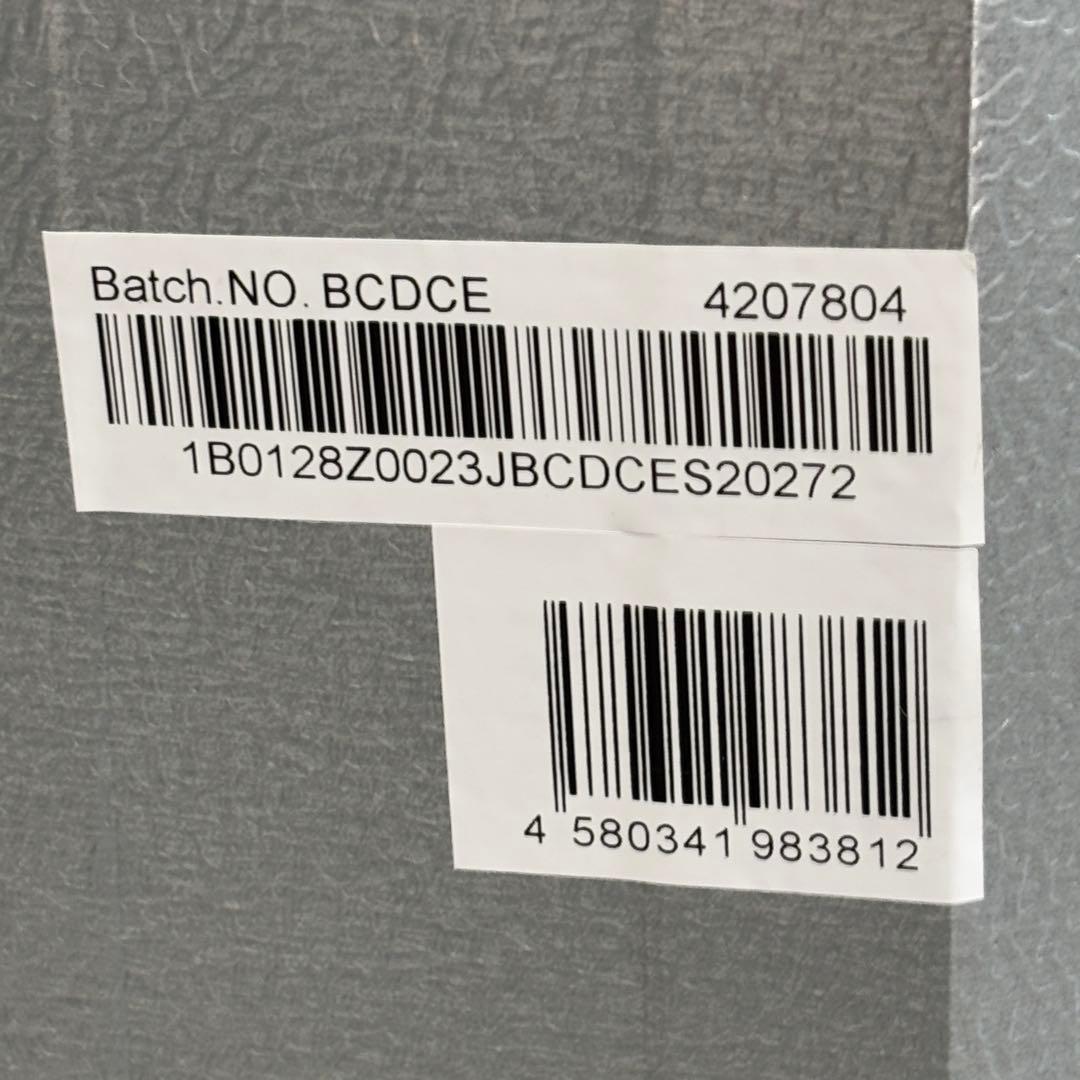 Batch.NO. BCDCE 4207804
1B0128Z0023JBCDCES20272
4 580341 983812